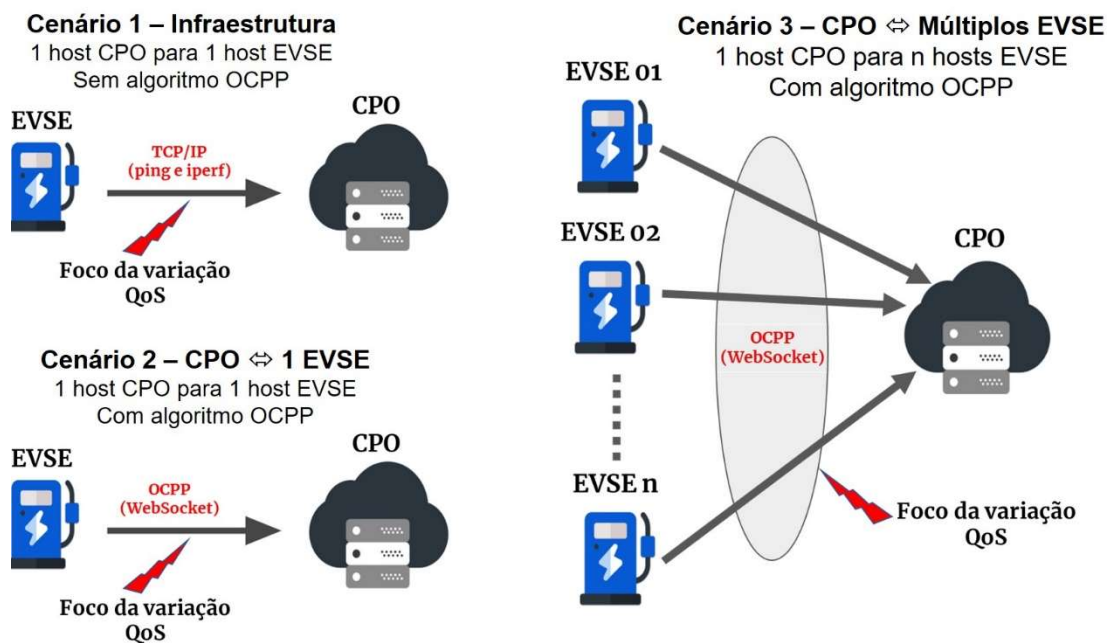 Cenário 1 – Infraestrutura
1 host CPO para 1 host EVSE
Sem algoritmo OCPP
EVSE
CPO
TCP/IP
(ping e iperf)
Foco da variação
QoS
Cenário 2 – CPO ⇔ 1 EVSE
1 host CPO para 1 host EVSE
Com algoritmo OCPP
EVSE
CPO
OCPP
(WebSocket)
Foco da variação
QoS
Cenário 3 – CPO ⇔ Múltiplos EVSE
1 host CPO para n hosts EVSE
Com algoritmo OCPP
EVSE 01
EVSE 02
CPO
OCPP
(WebSocket)
EVSE n
Foco da variação
QoS